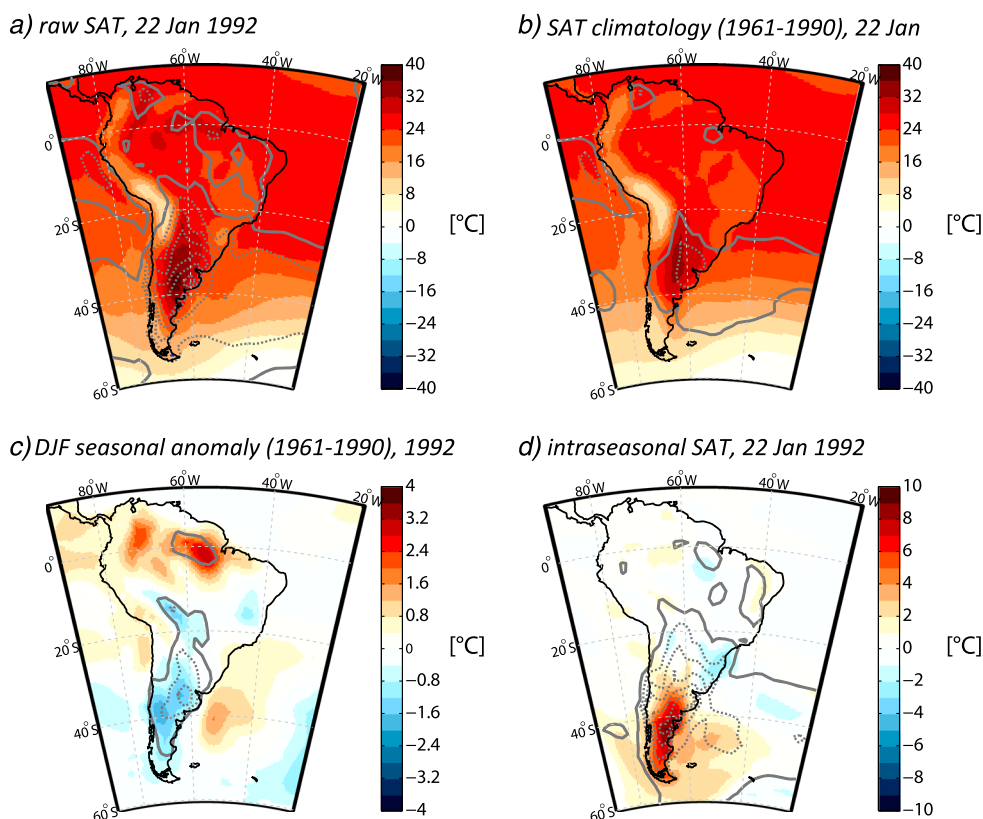 a) raw SAT, 22 Jan 1992
80°W 60°W 40°W 20°W
0°
20°S
40°S
60°S
40
32
24
16
8
0
−8
−16
−24
−32
−40
[°C]
b) SAT climatology (1961-1990), 22 Jan
80°W 60°W 40°W 20°W
0°
20°S
40°S
60°S
40
32
24
16
8
0
−8
−16
−24
−32
−40
[°C]
c) DJF seasonal anomaly (1961-1990), 1992
80°W 60°W 40°W 20°W
0°
20°S
40°S
60°S
4
3.2
2.4
1.6
0.8
0
−0.8
−1.6
−2.4
−3.2
−4
[°C]
d) intraseasonal SAT, 22 Jan 1992
80°W 60°W 40°W 20°W
0°
20°S
40°S
60°S
10
8
6
4
2
0
−2
−4
−6
−8
−10
[°C]